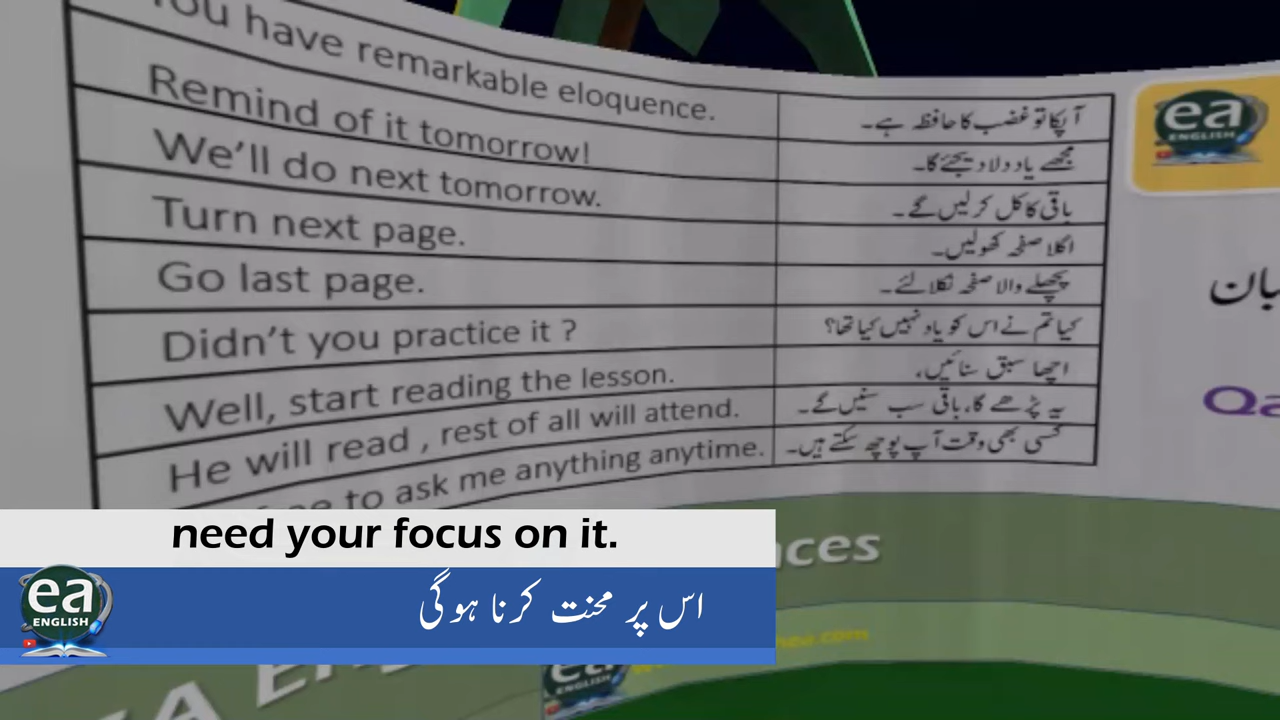 You have remarkable eloquence.
آپکا تو غضب کا حافظہ ہے۔
Remind of it tomorrow!
مجھے یاد دلا دیجئے گا۔
We'll do next tomorrow.
باقی کا کل کر لیں گے۔
Turn next page.
اگلا صفحہ کھولیں۔
Go last page.
پچھلے والا صفحہ نکالئے۔
Didn't you practice it ?
کیا تم نے اس کو یاد نہیں کیا تھا؟
Well, start reading the lesson.
اچھا سبق سنائیں،
He will read , rest of all will attend.
یہ پڑھے گا، باقی سب سنیں گے۔
to ask me anything anytime.
کسی بھی وقت آپ پوچھ سکتے ہیں۔
ea
ENGLISH
need your focus on it.
اس پر محنت کرنا ہوگی
ea
ENGLISH
ENGLISH